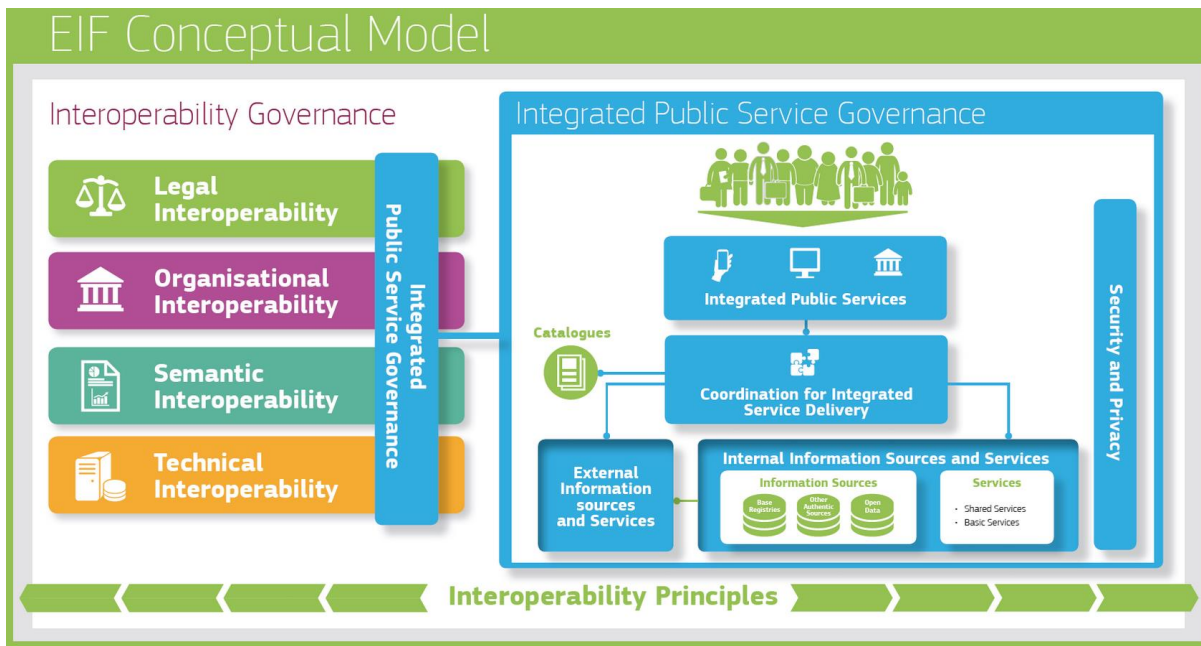 EIF Conceptual Model
Interoperability Governance
Legal
Interoperability
Organisational
Interoperability
Semantic
Interoperability
Technical
Interoperability
Integrated
Public Service Governance
Integrated Public Service Governance
Integrated Public Services
Catalogues
Coordination for Integrated
Service Delivery
External
Information
sources
and Services
Internal Information Sources and Services
Information Sources
Base
Registries
Other
Authentic
Sources
Open
Data
Services
• Shared Services
• Basic Services
Security and Privacy
Interoperability Principles